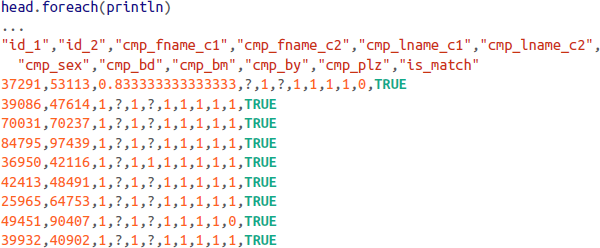 head.foreach(println)
...
"id_1","id_2","cmp_fname_c1","cmp_fname_c2","cmp_lname_c1","cmp_lname_c2",
"cmp_sex","cmp_bd","cmp_bm","cmp_by","cmp_plz","is_match"
37291,53113,0.833333333333333,?,1,?,1,1,1,1,0,TRUE
39086,47614,1,?,1,?,1,1,1,1,1,TRUE
70031,70237,1,?,1,?,1,1,1,1,1,TRUE
84795,97439,1,?,1,?,1,1,1,1,1,TRUE
36950,42116,1,?,1,1,1,1,1,1,1,TRUE
42413,48491,1,?,1,?,1,1,1,1,1,TRUE
25965,64753,1,?,1,?,1,1,1,1,1,TRUE
49451,90407,1,?,1,?,1,1,1,1,0,TRUE
39932,40902,1,?,1,?,1,1,1,1,1,TRUE